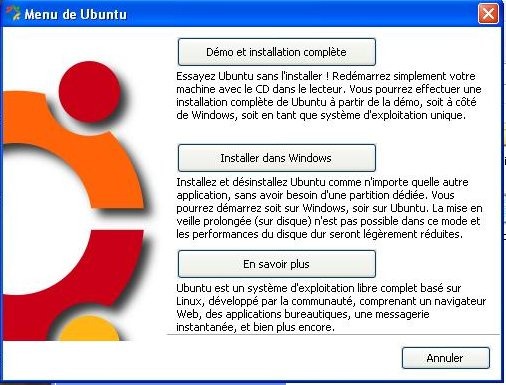 Menu de Ubuntu
Démo et installation complète
Essayez Ubuntu sans l'installer ! Redémarrez simplement votre
machine avec le CD dans le lecteur. Vous pourrez effectuer une
installation complète de Ubuntu à partir de la démo, soit à côté
de Windows, soit en tant que système d'exploitation unique.
Installer dans Windows
Installez et désinstallez Ubuntu comme n'importe quelle autre
application, sans avoir besoin d'une partition dédiée. Vous
pourrez démarrez soit sur Windows, soir sur Ubuntu. La mise en
veille prolongée (sur disque) n'est pas possible dans ce mode et
les performances du disque dur seront légèrement réduites.
En savoir plus
Ubuntu est un système d'exploitation libre complet basé sur
Linux, développé par la communauté, comprenant un navigateur
Web, des applications bureautiques, une messagerie
instantanée, et bien plus encore.
Annuler